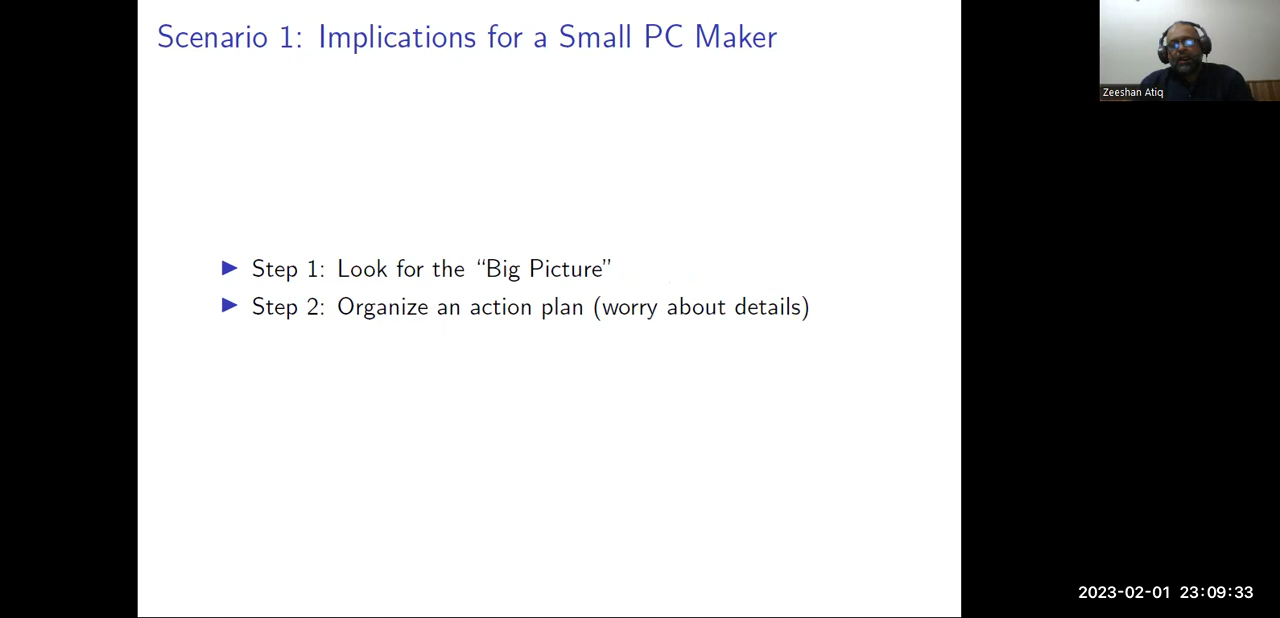 Scenario 1: Implications for a Small PC Maker
Zeeshan Atiq
▶ Step 1: Look for the “Big Picture”
▶ Step 2: Organize an action plan (worry about details)
2023-02-01 23:09:33